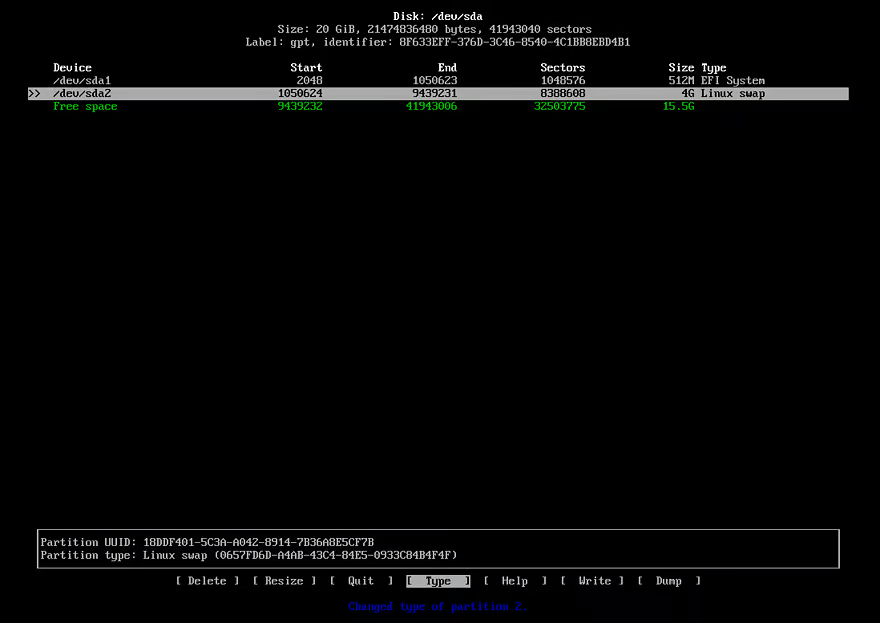 Disk: /dev/sda
Size: 20 GiB, 21474836480 bytes, 41943040 sectors
Label: gpt, identifier: 8F633EFF-376D-3C46-8540-4C1BB8EBD4B1
Device Start End Sectors Size Type
/dev/sda1 2048 1050623 1048576 512M EFI System
>> /dev/sda2 1050624 9439231 8388608 4G Linux swap
Free space 9439232 41943006 32503775 15.5G
Partition UUID: 18DDF401-5C3A-A042-8914-7B36A8E5CF7B
Partition type: Linux swap (0657FD6D-A4AB-43C4-84E5-0933C84B4F4F)
[ Delete ] [ Resize ] [ Quit ] [ Type ] [ Help ] [ Write ] [ Dump ]
Changed type of partition 2.